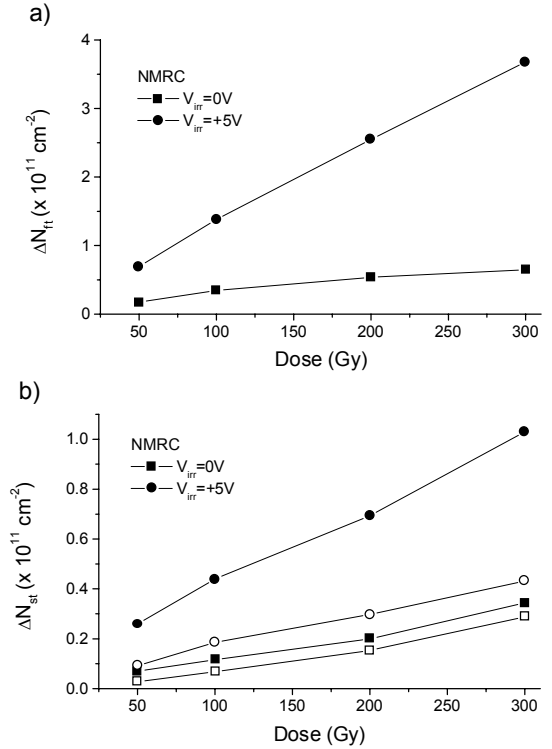 a)
4
3
2
1
0
NMRC
V_irr=0V
V_irr=+5V
ΔN_ft (x 10^11 cm^-2)
50 100 150 200 250 300
Dose (Gy)
b)
1.0
0.8
0.6
0.4
0.2
0.0
NMRC
V_irr=0V
V_irr=+5V
ΔN_st (x 10^11 cm^-2)
50 100 150 200 250 300
Dose (Gy)